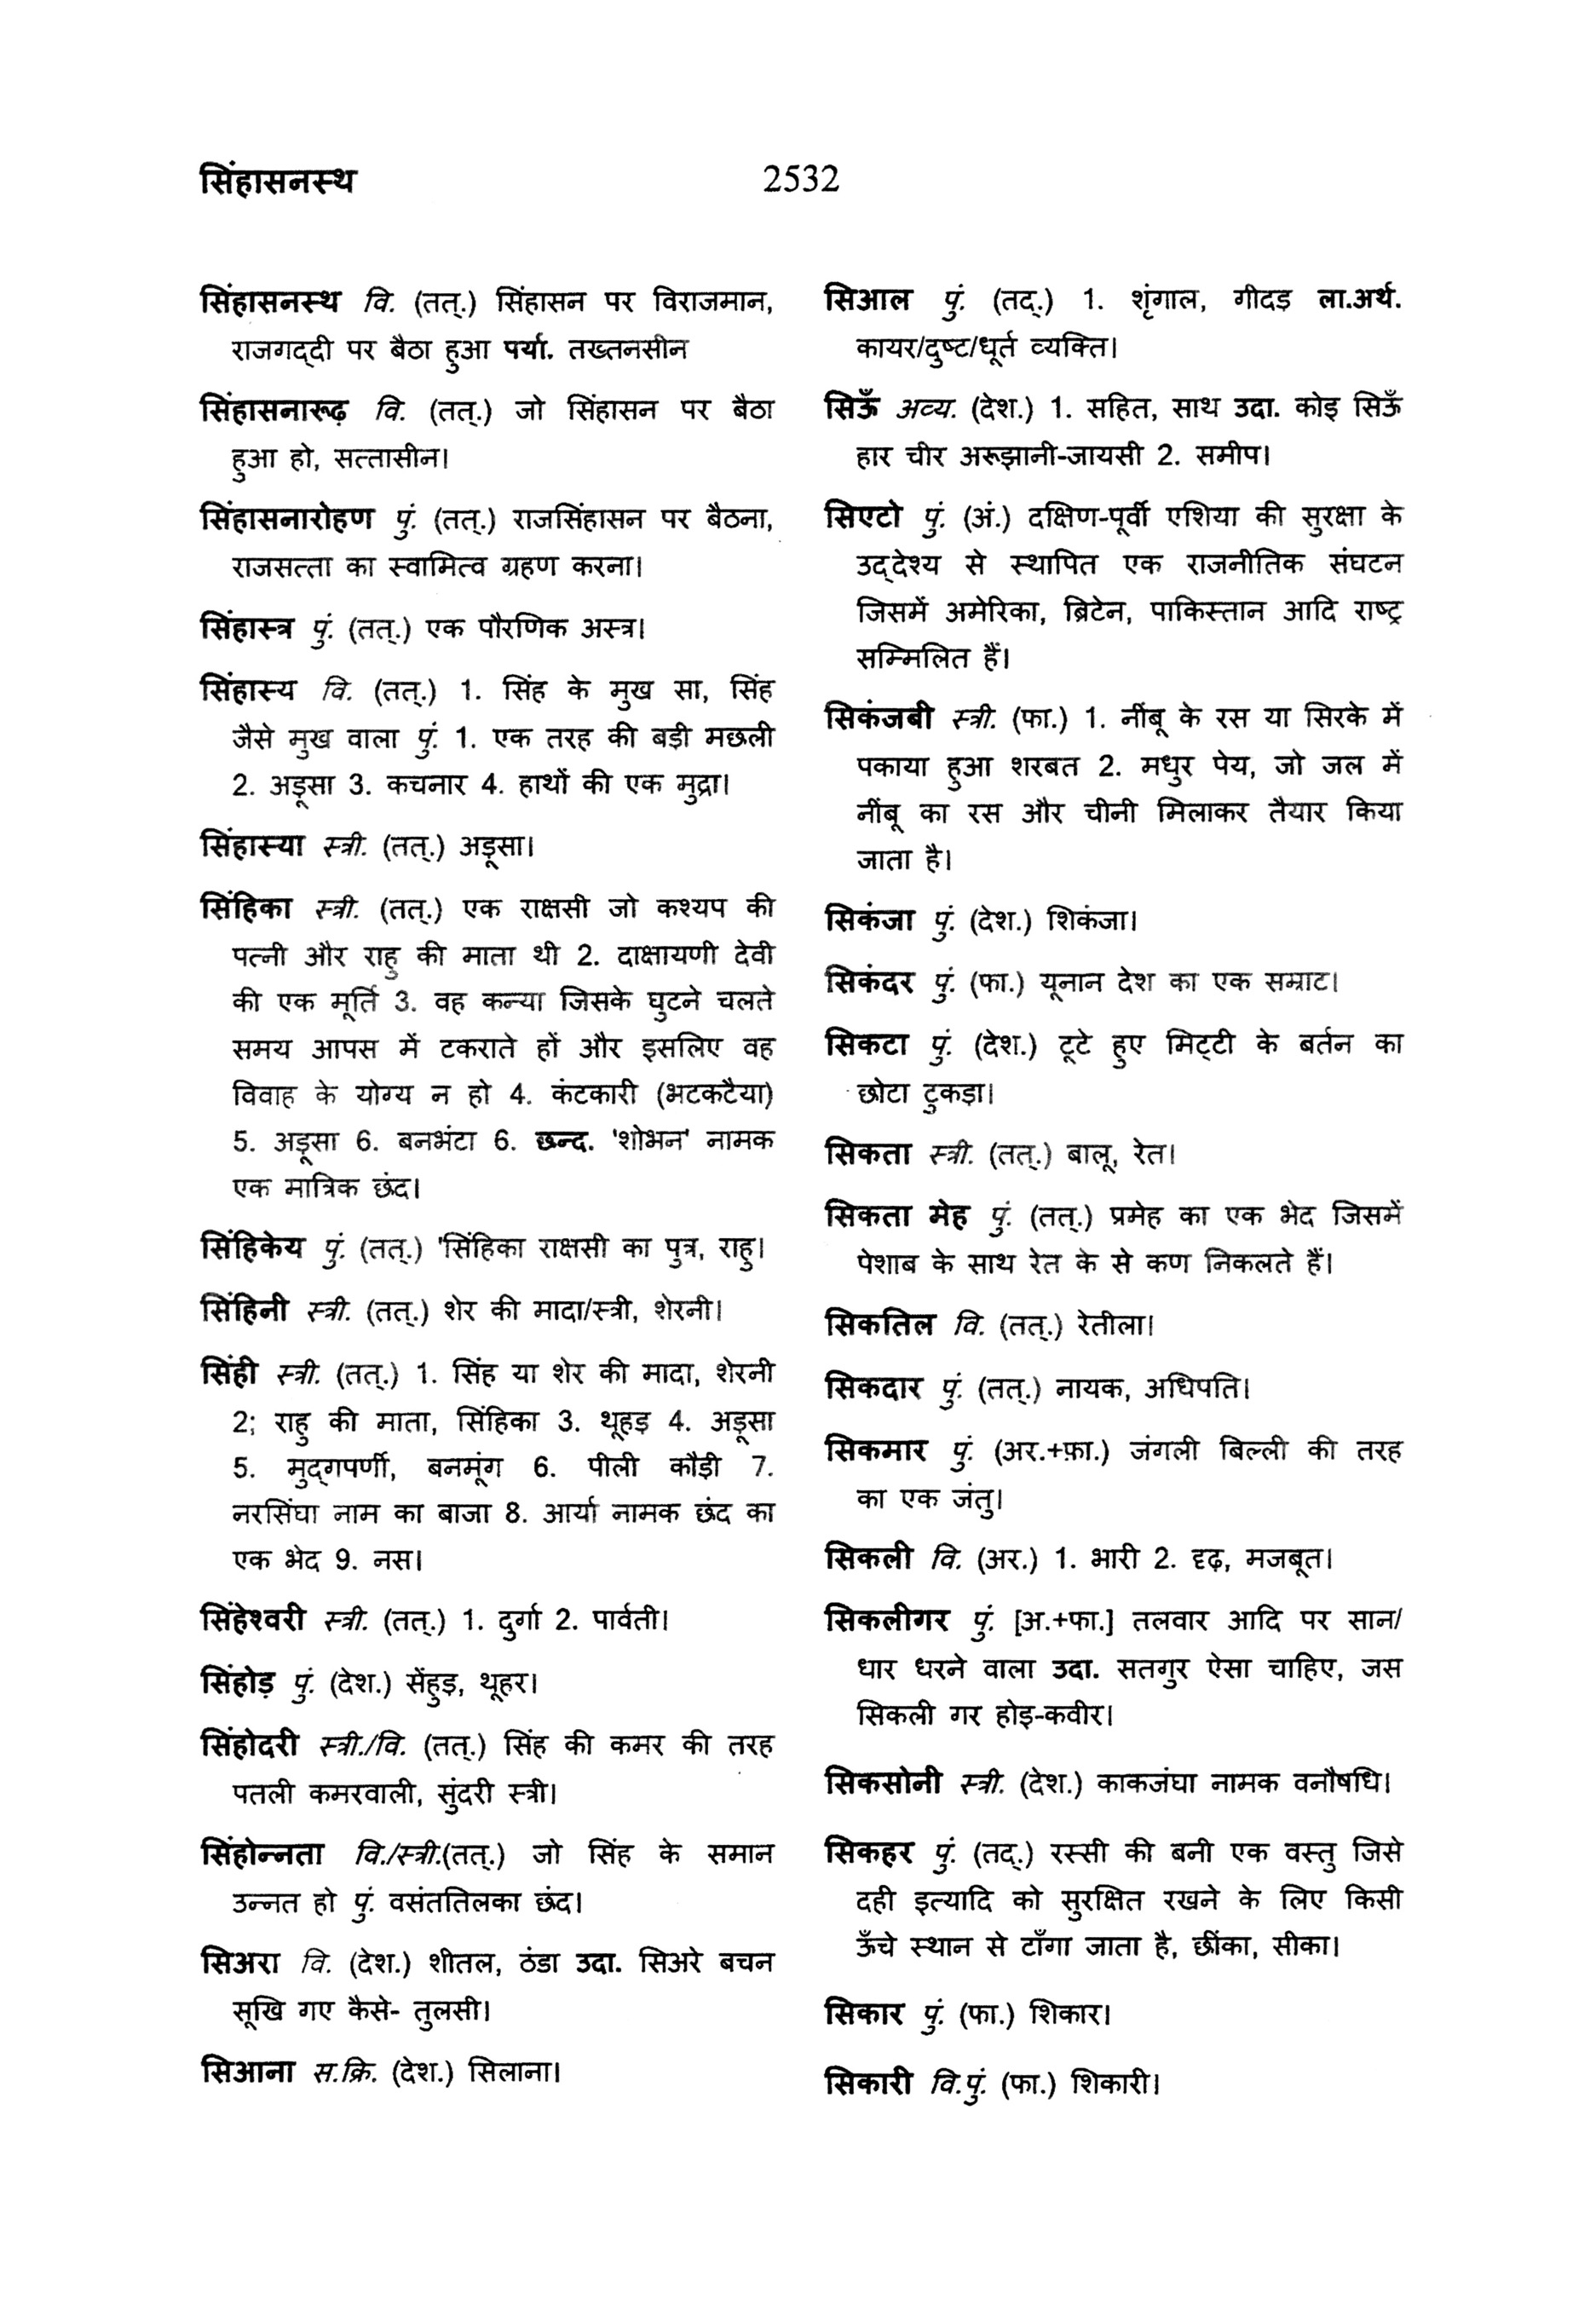 सिंहासनस्थ
2532
सिंहासनस्थ वि. (तत्.) सिंहासन पर विराजमान,
राजगद्दी पर बैठा हुआ पर्या. तख्तनसीन
सिंहासनारूढ़ वि. (तत्.) जो सिंहासन पर बैठा
हुआ हो, सत्तासीन।
सिंहासनारोहण पुं. (तत्.) राजसिंहासन पर बैठना,
राजसत्ता का स्वामित्व ग्रहण करना।
सिंहास्त्र पुं. (तत्.) एक पौरणिक अस्त्र।
सिंहास्य वि. (तत्.) 1. सिंह के मुख सा, सिंह
जैसे मुख वाला पुं. 1. एक तरह की बड़ी मछली
2. अडूसा 3. कचनार 4. हाथों की एक मुद्रा।
सिंहास्या स्त्री. (तत्.) अडूसा।
सिंहिका स्त्री. (तत्.) एक राक्षसी जो कश्यप की
पत्नी और राहु की माता थी 2. दाक्षायणी देवी
की एक मूर्ति 3. वह कन्या जिसके घुटने चलते
समय आपस में टकराते हों और इसलिए वह
विवाह के योग्य न हो 4. कंटकारी (भटकटैया)
5. अडूसा 6. बनभंटा 6. छन्द. 'शोभन' नामक
एक मात्रिक छंद।
सिंहिकेय पुं. (तत्.) 'सिंहिका राक्षसी का पुत्र, राहु।
सिंहिनी स्त्री. (तत्.) शेर की मादा/स्त्री, शेरनी।
सिंही स्त्री. (तत्.) 1. सिंह या शेर की मादा, शेरनी
2; राहु की माता, सिंहिका 3. थूहड़ 4. अडूसा
5. मुद्गपर्णी, बनमूंग 6. पीली कौड़ी 7.
नरसिंघा नाम का बाजा 8. आर्या नामक छंद का
एक भेद 9. नस।
सिंहेश्वरी स्त्री. (तत्.) 1. दुर्गा 2. पार्वती।
सिंहोड़ पुं. (देश.) सेंहुड़, थूहर।
सिंहोदरी स्त्री./वि. (तत्.) सिंह की कमर की तरह
पतली कमरवाली, सुंदरी स्त्री।
सिंहोन्नता वि./स्त्री.(तत्.) जो सिंह के समान
उन्नत हो पुं. वसंततिलका छंद।
सिअरा वि. (देश.) शीतल, ठंडा उदा. सिअरे बचन
सूखि गए कैसे- तुलसी।
सिआना स.क्रि. (देश.) सिलाना।
सिआल पुं. (तद्.) 1. शृंगाल, गीदड़ ला.अर्थ.
कायर/दुष्ट/धूर्त व्यक्ति।
सिऊँ अव्य. (देश.) 1. सहित, साथ उदा. कोइ सिऊँ
हार चीर अरूझानी-जायसी 2. समीप।
सिएटो पुं. (अं.) दक्षिण-पूर्वी एशिया की सुरक्षा के
उद्देश्य से स्थापित एक राजनीतिक संघटन
जिसमें अमेरिका, ब्रिटेन, पाकिस्तान आदि राष्ट्र
सम्मिलित हैं।
सिकंजबी स्त्री. (फा.) 1. नींबू के रस या सिरके में
पकाया हुआ शरबत 2. मधुर पेय, जो जल में
नींबू का रस और चीनी मिलाकर तैयार किया
जाता है।
सिकंजा पुं. (देश.) शिकंजा।
सिकंदर पुं. (फा.) यूनान देश का एक सम्राट।
सिकटा पुं. (देश.) टूटे हुए मिट्टी के बर्तन का
छोटा टुकड़ा।
सिकता स्त्री. (तत्.) बालू, रेत।
सिकता मेह पुं. (तत्.) प्रमेह का एक भेद जिसमें
पेशाब के साथ रेत के से कण निकलते हैं।
सिकतिल वि. (तत्.) रेतीला।
सिकदार पुं. (तत्.) नायक, अधिपति।
सिकमार पुं. (अर.+फ़ा.) जंगली बिल्ली की तरह
का एक जंतु।
सिकली वि. (अर.) 1. भारी 2. दृढ़, मजबूत।
सिकलीगर पुं. [अ.+फा.] तलवार आदि पर सान/
धार धरने वाला उदा. सतगुर ऐसा चाहिए, जस
सिकली गर होइ-कवीर।
सिकसोनी स्त्री. (देश.) काकजंघा नामक वनौषधि।
सिकहर पुं. (तद्.) रस्सी की बनी एक वस्तु जिसे
दही इत्यादि को सुरक्षित रखने के लिए किसी
ऊँचे स्थान से टाँगा जाता है, छींका, सीका।
सिकार पुं. (फा.) शिकार।
सिकारी वि.पुं. (फा.) शिकारी।